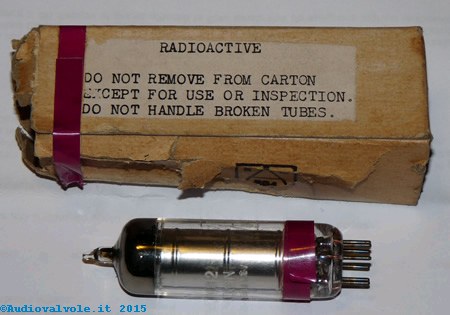 RADIOACTIVE
DO NOT REMOVE FROM CARTON
EXCEPT FOR USE OR INSPECTION.
DO NOT HANDLE BROKEN TUBES.
©Audiovalvole.it 2015